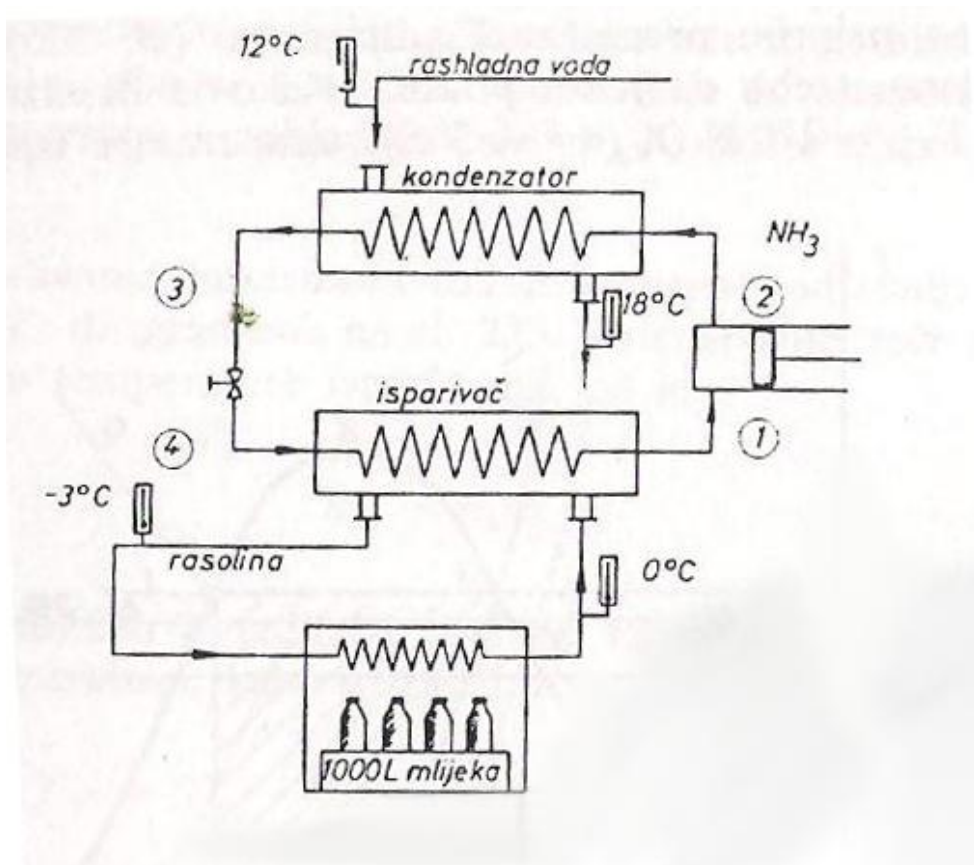 12°C
rashladna voda
kondenzator
NH₃
3
18°C
2
isparivač
4
1
-3°C
rasolina
0°C
1000L mlijeka